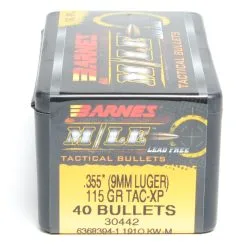 BARNES
M/LE
LEAD FREE
TACTICAL BULLETS
.355" (9MM LUGER)
115 GR TAC-XP
40 BULLETS
30442